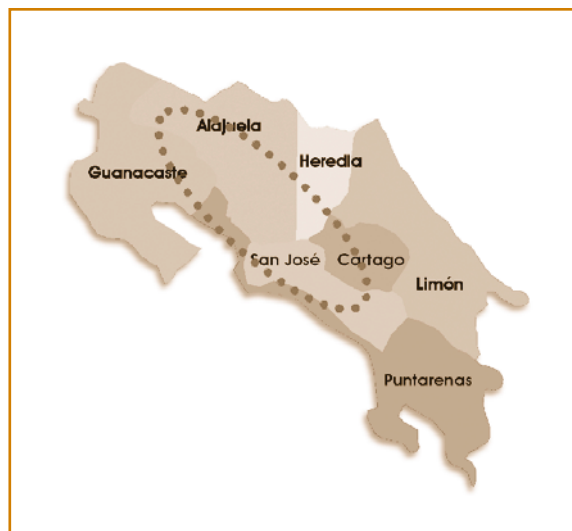 Alajuela
Heredia
Guanacaste
San José
Cartago
Limón
Puntarenas